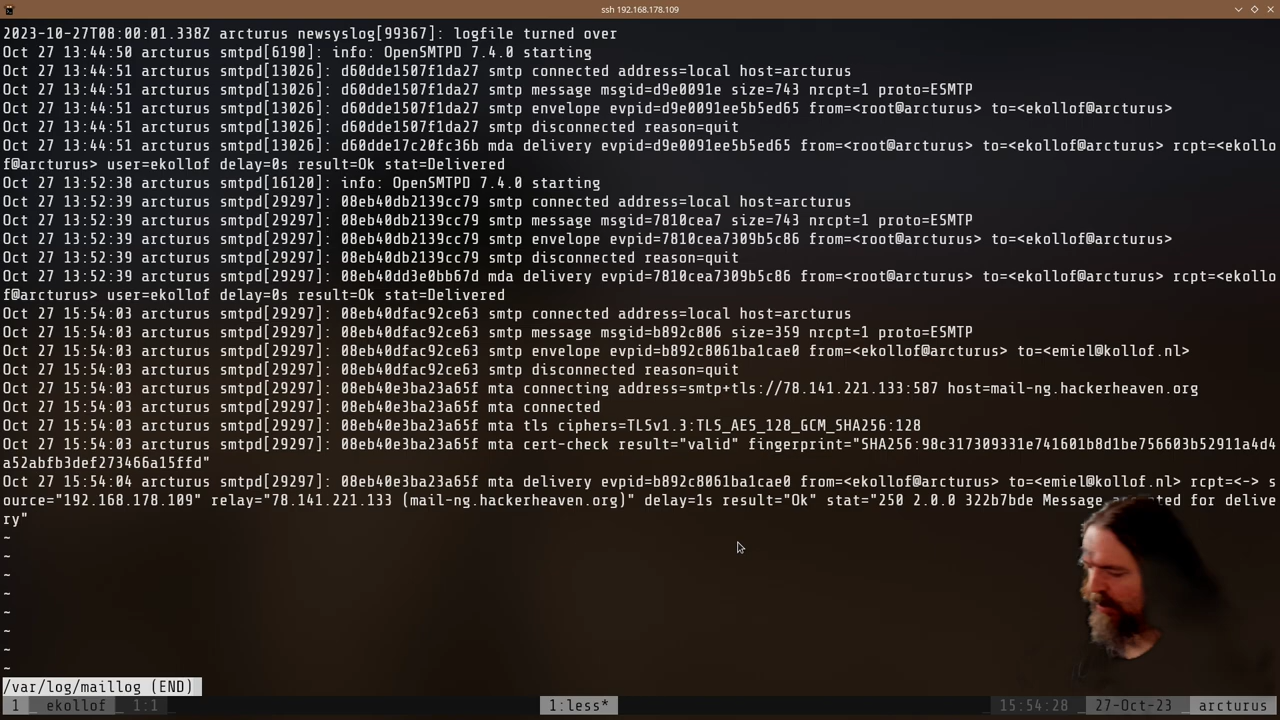 ssh 192.168.178.109
2023-10-27T08:00:01.338Z arcturus newsyslog[99367]: logfile turned over
Oct 27 13:44:50 arcturus smtpd[6190]: info: OpenSMTPD 7.4.0 starting
Oct 27 13:44:51 arcturus smtpd[13026]: d60dde1507f1da27 smtp connected address=local host=arcturus
Oct 27 13:44:51 arcturus smtpd[13026]: d60dde1507f1da27 smtp message msgid=d9e0091e size=743 nrcpt=1 proto=ESMTP
Oct 27 13:44:51 arcturus smtpd[13026]: d60dde1507f1da27 smtp envelope evpid=d9e0091ee5b5ed65 from=<root@arcturus> to=<ekollof@arcturus>
Oct 27 13:44:51 arcturus smtpd[13026]: d60dde1507f1da27 smtp disconnected reason=quit
Oct 27 13:44:51 arcturus smtpd[13026]: d60dde17c20fc36b mda delivery evpid=d9e0091ee5b5ed65 from=<root@arcturus> to=<ekollof@arcturus> rcpt=<ekollo
f@arcturus> user=ekollof delay=0s result=Ok stat=Delivered
Oct 27 13:52:38 arcturus smtpd[16120]: info: OpenSMTPD 7.4.0 starting
Oct 27 13:52:39 arcturus smtpd[29297]: 08eb40db2139cc79 smtp connected address=local host=arcturus
Oct 27 13:52:39 arcturus smtpd[29297]: 08eb40db2139cc79 smtp message msgid=7810cea7 size=743 nrcpt=1 proto=ESMTP
Oct 27 13:52:39 arcturus smtpd[29297]: 08eb40db2139cc79 smtp envelope evpid=7810cea7309b5c86 from=<root@arcturus> to=<ekollof@arcturus>
Oct 27 13:52:39 arcturus smtpd[29297]: 08eb40db2139cc79 smtp disconnected reason=quit
Oct 27 13:52:39 arcturus smtpd[29297]: 08eb40dd3e0bb67d mda delivery evpid=7810cea7309b5c86 from=<root@arcturus> to=<ekollof@arcturus> rcpt=<ekollo
f@arcturus> user=ekollof delay=0s result=Ok stat=Delivered
Oct 27 15:54:03 arcturus smtpd[29297]: 08eb40dfac92ce63 smtp connected address=local host=arcturus
Oct 27 15:54:03 arcturus smtpd[29297]: 08eb40dfac92ce63 smtp message msgid=b892c806 size=359 nrcpt=1 proto=ESMTP
Oct 27 15:54:03 arcturus smtpd[29297]: 08eb40dfac92ce63 smtp envelope evpid=b892c8061ba1cae0 from=<ekollof@arcturus> to=<emiel@kollof.nl>
Oct 27 15:54:03 arcturus smtpd[29297]: 08eb40dfac92ce63 smtp disconnected reason=quit
Oct 27 15:54:03 arcturus smtpd[29297]: 08eb40e3ba23a65f mta connecting address=smtp+tls://78.141.221.133:587 host=mail-ng.hackerheaven.org
Oct 27 15:54:03 arcturus smtpd[29297]: 08eb40e3ba23a65f mta connected
Oct 27 15:54:03 arcturus smtpd[29297]: 08eb40e3ba23a65f mta tls ciphers=TLSv1.3:TLS_AES_128_GCM_SHA256:128
Oct 27 15:54:03 arcturus smtpd[29297]: 08eb40e3ba23a65f mta cert-check result="valid" fingerprint="SHA256:98c317309331e741601b8d1be756603b52911a4d4
a52abfb3def273466a15ffd"
Oct 27 15:54:04 arcturus smtpd[29297]: 08eb40e3ba23a65f mta delivery evpid=b892c8061ba1cae0 from=<ekollof@arcturus> to=<emiel@kollof.nl> rcpt=<-> s
ource="192.168.178.109" relay="78.141.221.133 (mail-ng.hackerheaven.org)" delay=1s result="Ok" stat="250 2.0.0 322b7bde Message for delive
ry"
~
~
~
~
~
~
~
~
/var/log/maillog (END)
1 ekollof 1:1 1:less* 15:54:28 27-Oct-23 arcturus